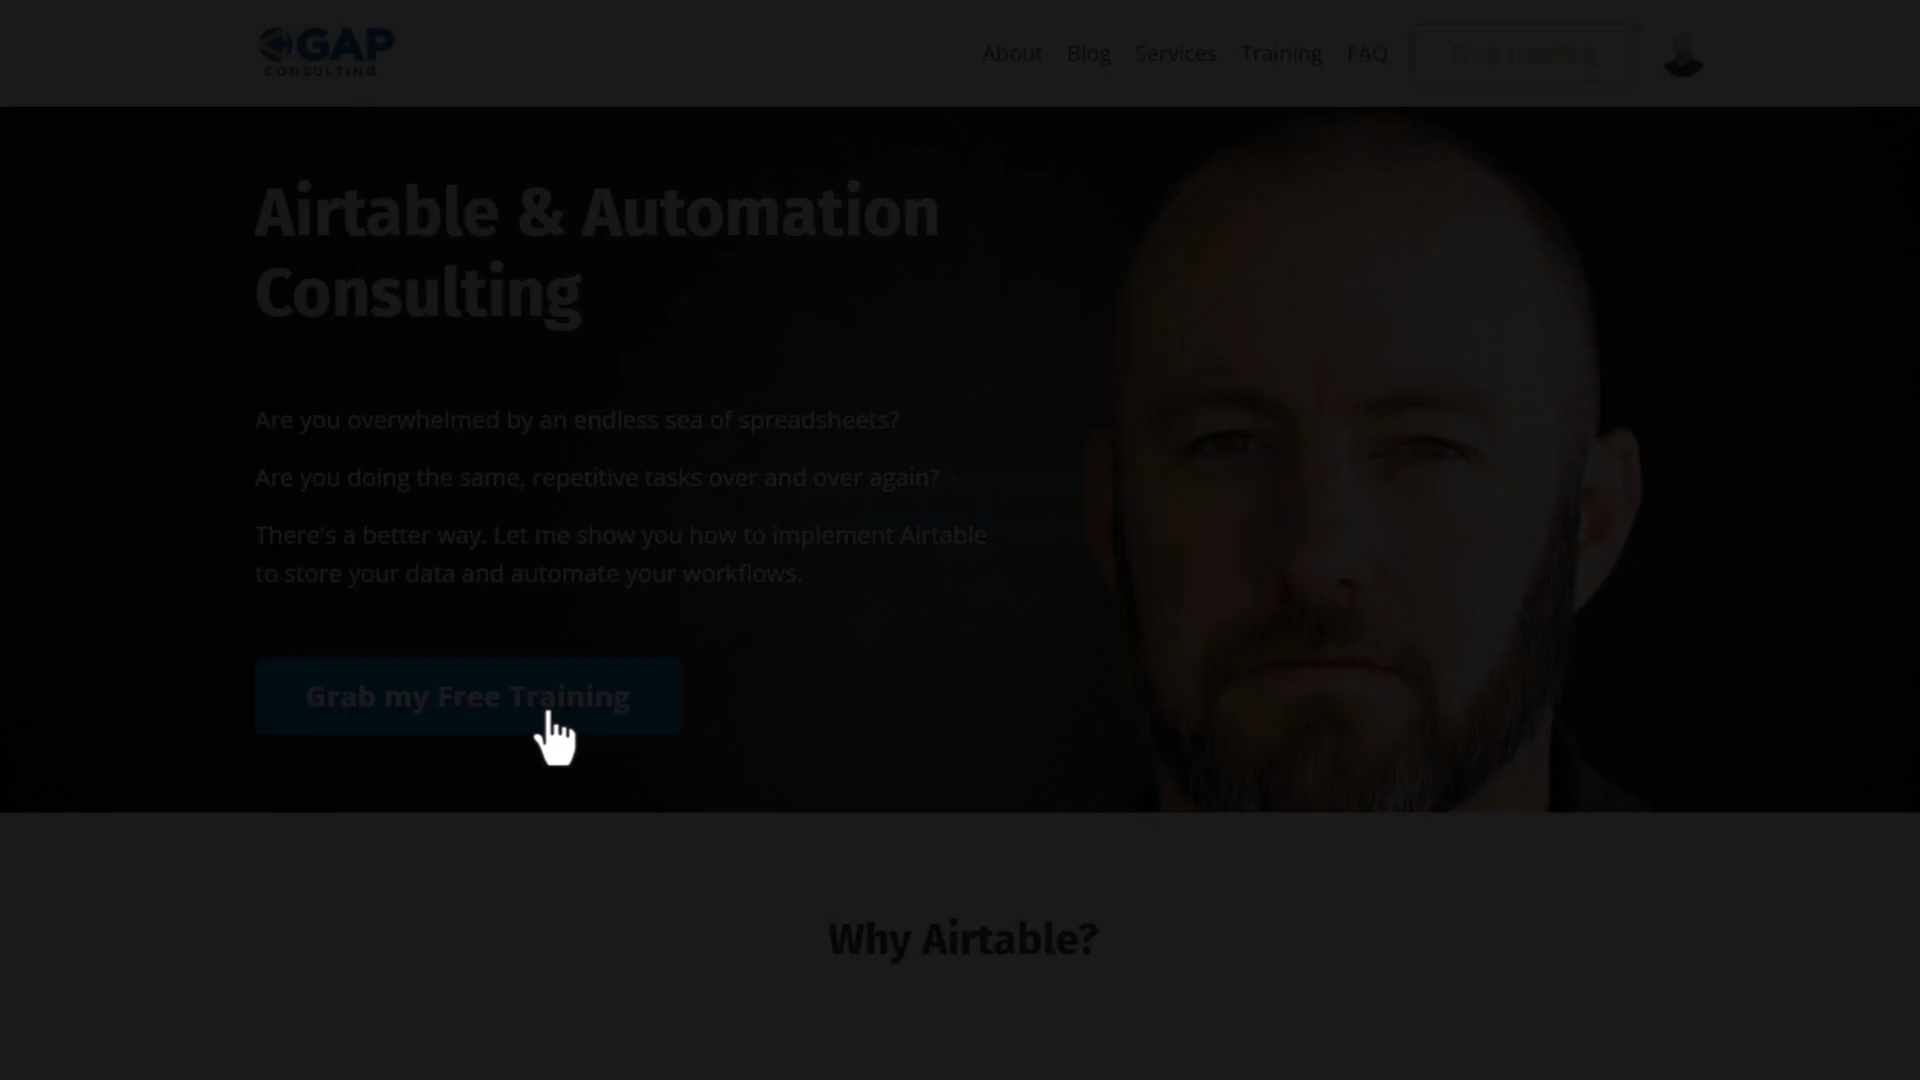 GAP
CONSULTING
About Blog Services Training FAQ Free Training
Airtable & Automation
Consulting
Are you overwhelmed by an endless sea of spreadsheets?
Are you doing the same, repetitive tasks over and over again?
There's a better way. Let me show you how to implement Airtable
to store your data and automate your workflows.
Grab my Free Training
Why Airtable?